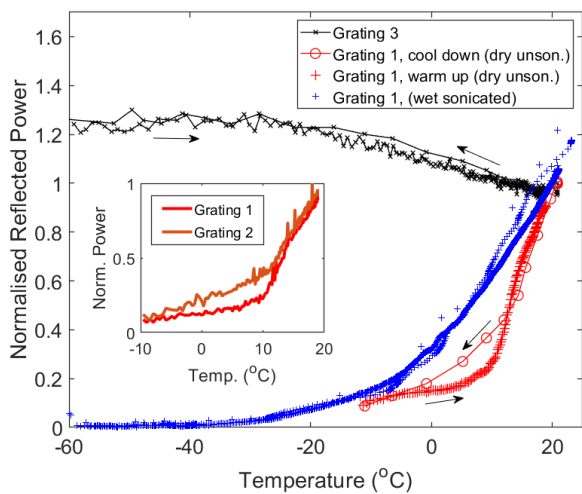 1.6
1.4
1.2
1
0.8
0.6
0.4
0.2
0
Normalised Reflected Power
Grating 3
Grating 1, cool down (dry unson.)
Grating 1, warm up (dry unson.)
Grating 1, (wet sonicated)
1
0.5
0
Norm. Power
Grating 1
Grating 2
-10 0 10 20
Temp. (°C)
-60 -40 -20 0 20
Temperature (°C)